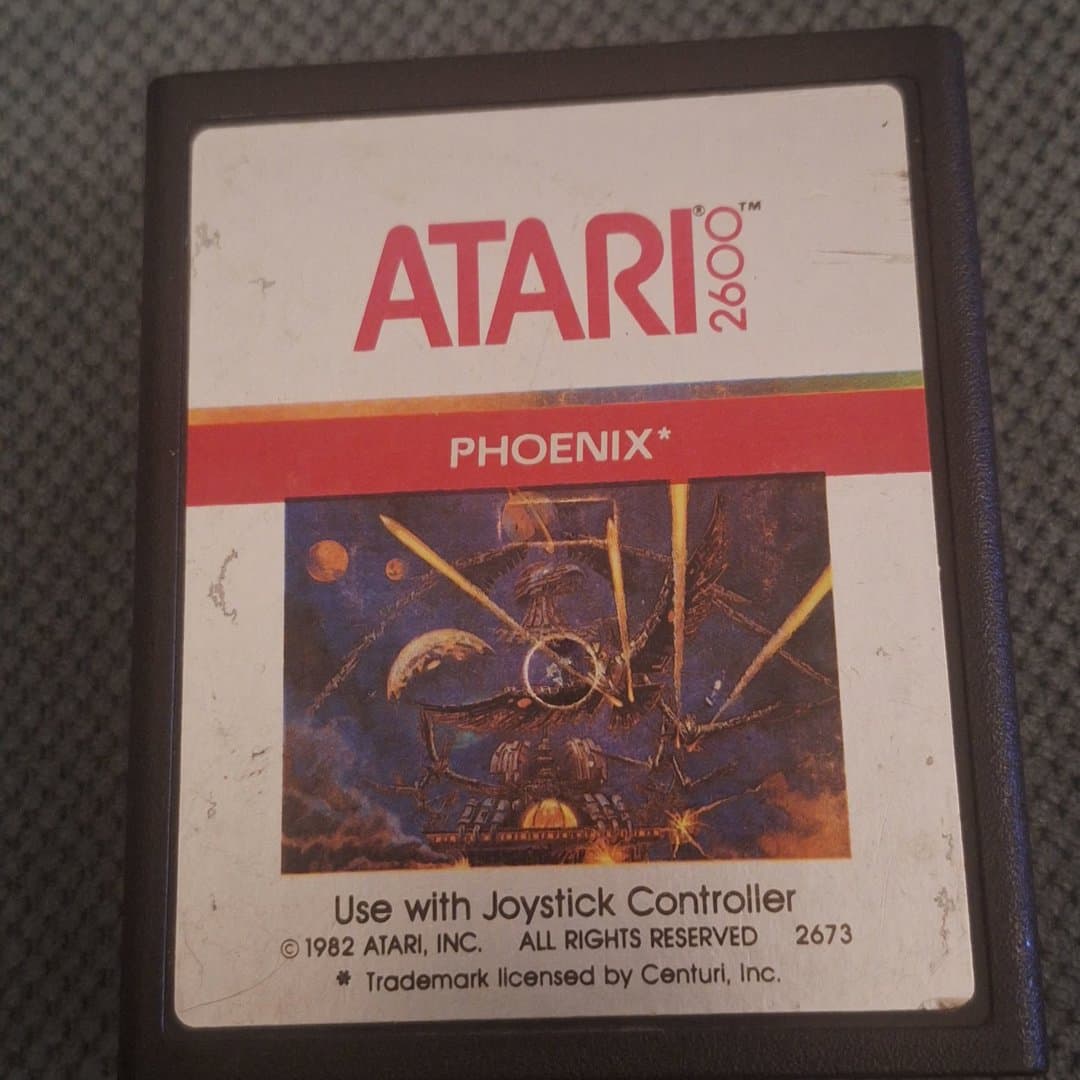 ATARI® 2600™
PHOENIX*
Use with Joystick Controller
© 1982 ATARI, INC. ALL RIGHTS RESERVED 2673
* Trademark licensed by Centuri, Inc.